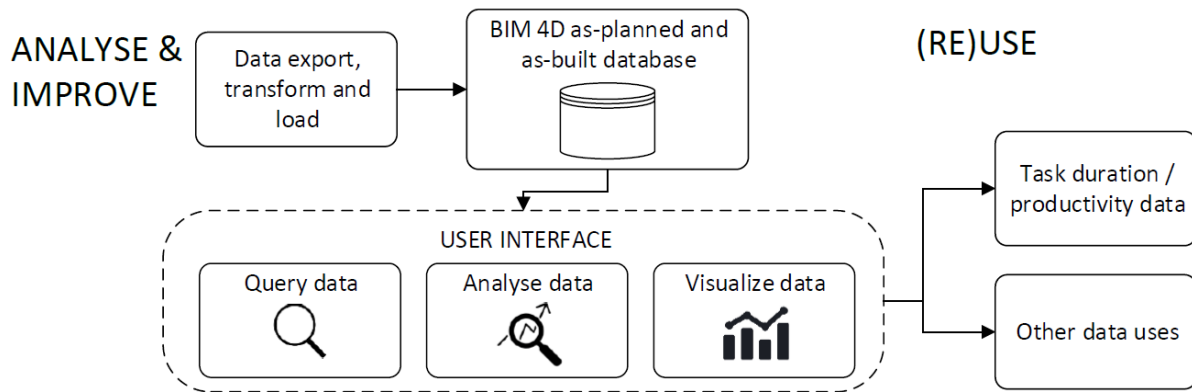 ANALYSE &
IMPROVE
Data export,
transform and
load
BIM 4D as-planned and
as-built database
(RE)USE
USER INTERFACE
Query data
Analyse data
Visualize data
Task duration /
productivity data
Other data uses